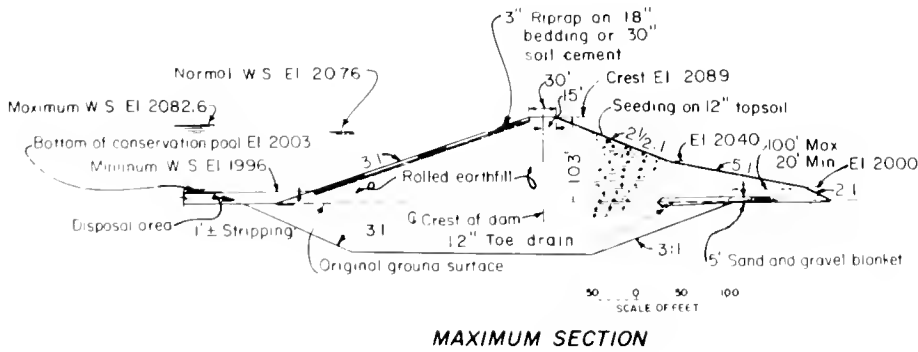 3" Riprap on 18"
bedding or 30"
soil cement
Normal W S El 2076
30'
Crest El 2089
15'
Maximum W S El 2082.6
Seeding on 12" topsoil
Bottom of conservation pool El 2003
2½:1
El 2040
100' Max
20' Min
El 2000
Minimum W S El 1996
3:1
5:1
103'
Rolled earthfill
2:1
Disposal area
1' ± Stripping
3:1
℄ Crest of dam
12" Toe drain
3:1
Original ground surface
5' Sand and gravel blanket
50 0 50 100
SCALE OF FEET
MAXIMUM SECTION